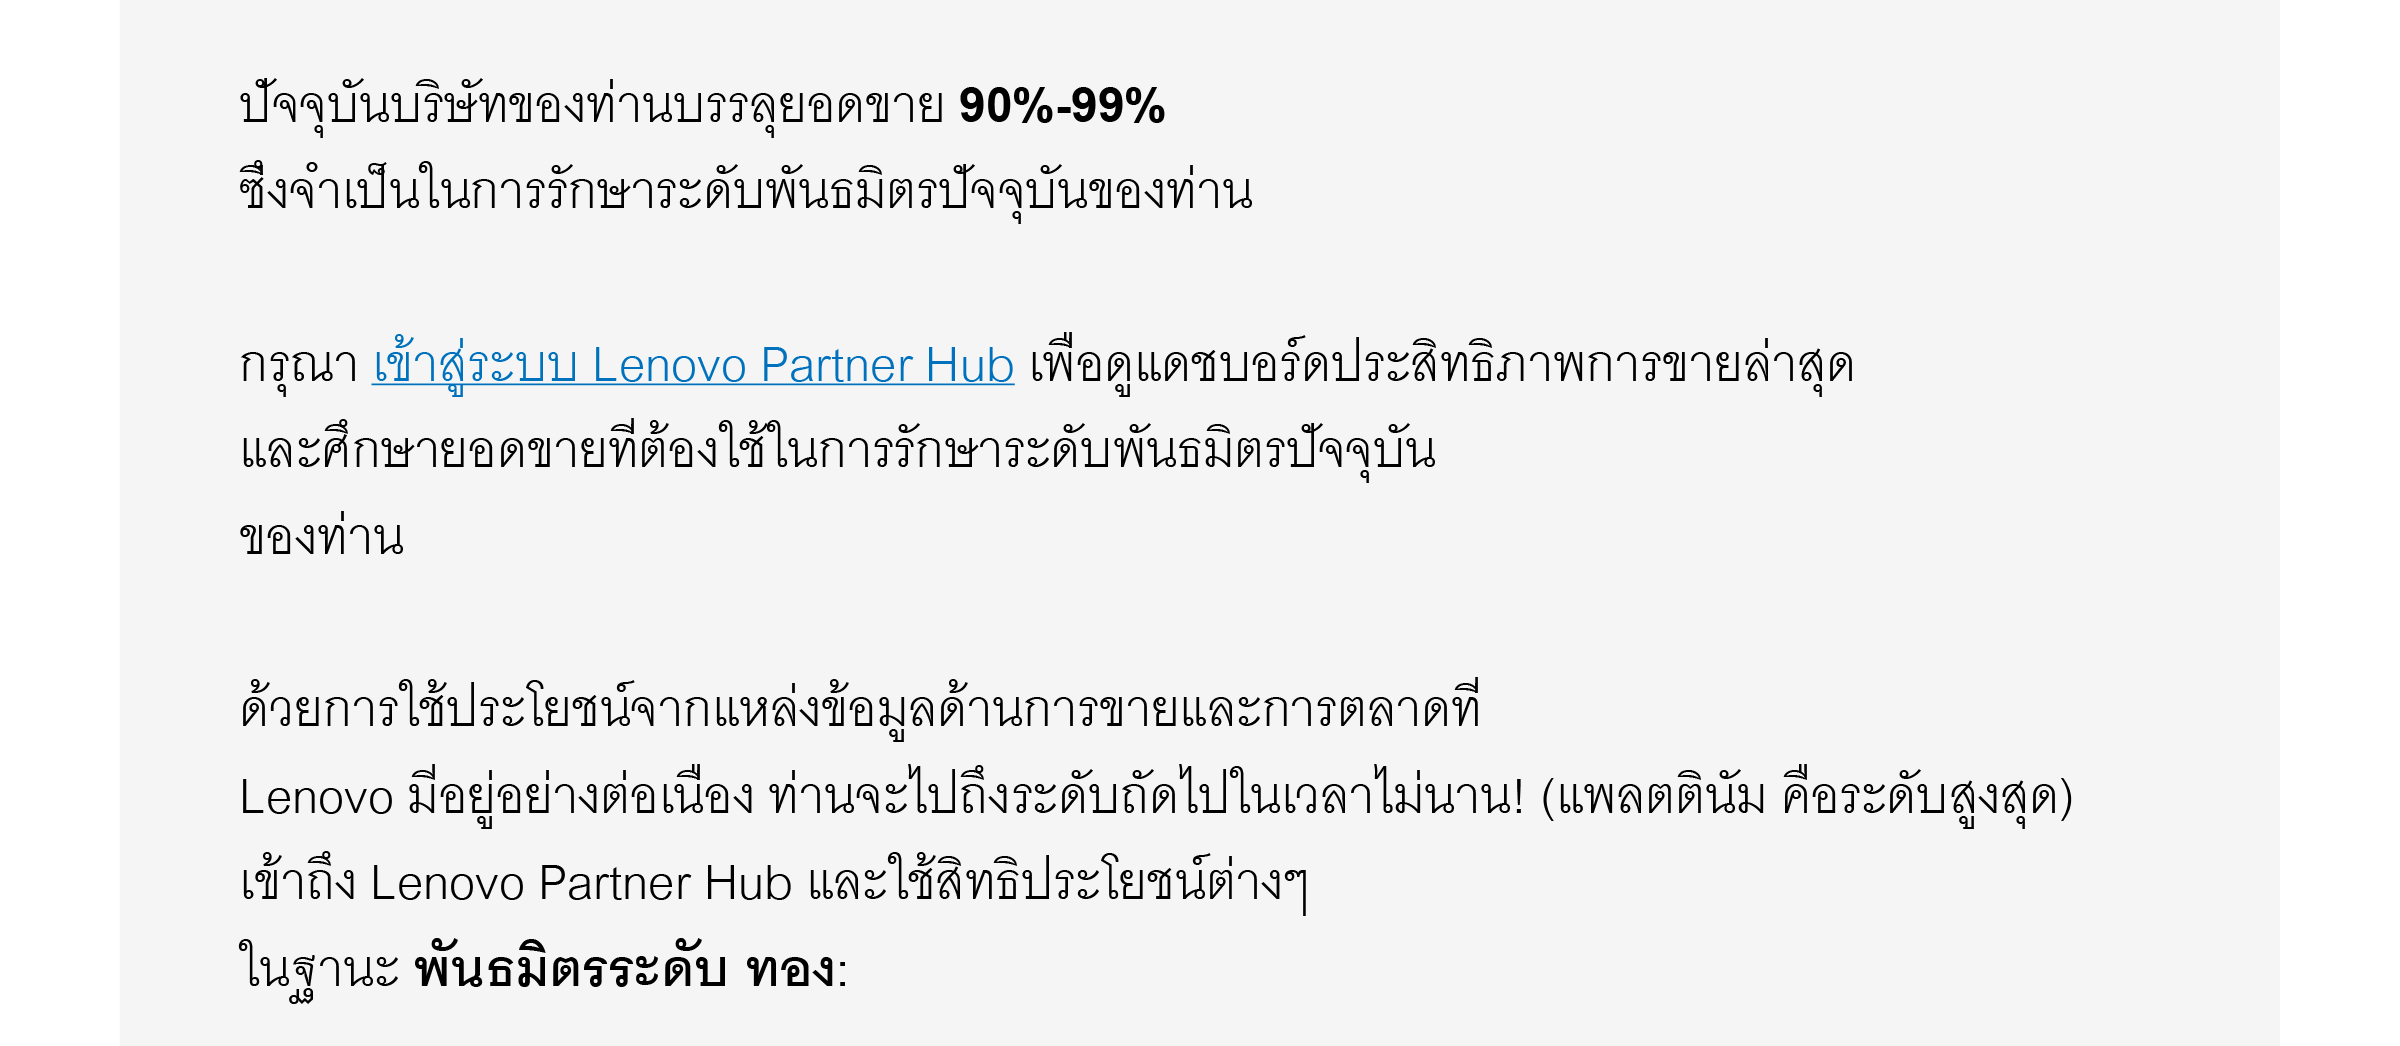 ปัจจุบันบริษัทของท่านบรรลุยอดขาย 90%-99%
ซึ่งจำเป็นในการรักษาระดับพันธมิตรปัจจุบันของท่าน
กรุณา เข้าสู่ระบบ Lenovo Partner Hub เพื่อดูแดชบอร์ดประสิทธิภาพการขายล่าสุด
และศึกษายอดขายที่ต้องใช้ในการรักษาระดับพันธมิตรปัจจุบัน
ของท่าน
ด้วยการใช้ประโยชน์จากแหล่งข้อมูลด้านการขายและการตลาดที่
Lenovo มีอยู่อย่างต่อเนื่อง ท่านจะไปถึงระดับถัดไปในเวลาไม่นาน! (แพลตตินัม คือระดับสูงสุด)
เข้าถึง Lenovo Partner Hub และใช้สิทธิประโยชน์ต่างๆ
ในฐานะ พันธมิตรระดับ ทอง: